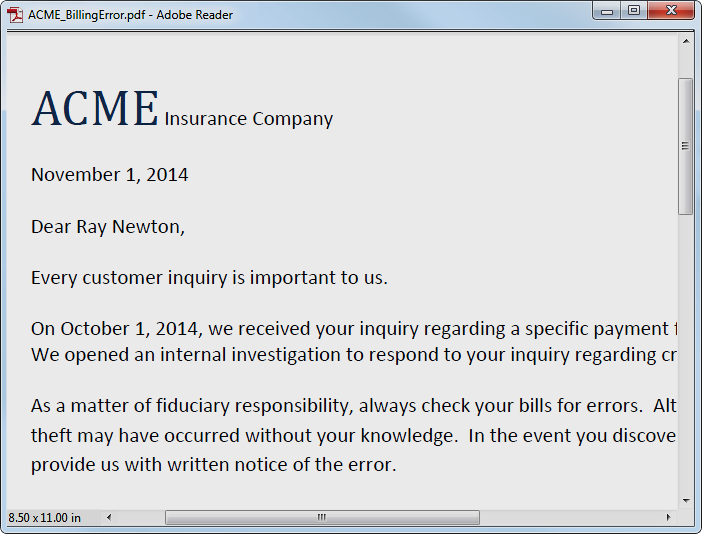 ACME_BillingError.pdf - Adobe Reader
ACME Insurance Company
November 1, 2014
Dear Ray Newton,
Every customer inquiry is important to us.
On October 1, 2014, we received your inquiry regarding a specific payment
We opened an internal investigation to respond to your inquiry regarding cr
As a matter of fiduciary responsibility, always check your bills for errors.  Alt
theft may have occurred without your knowledge.  In the event you discove
provide us with written notice of the error.
8.50 x 11.00 in